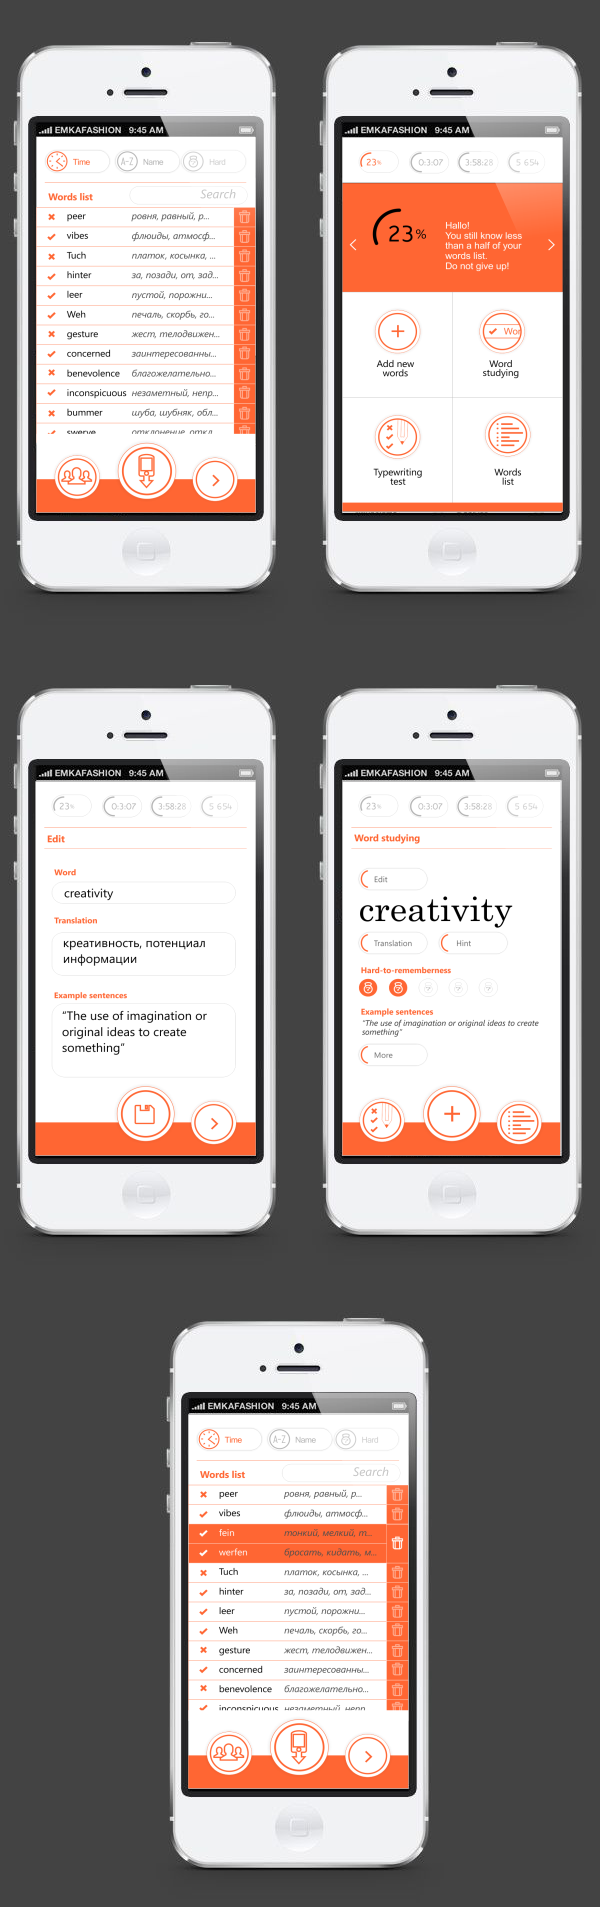 EMKAFASHION 9:45 AM
Time A-Z Name Hard
Words list Search
peer ровня, равный, р...
vibes флюиды, атмосф...
Tuch платок, косынка, ...
hinter за, позади, от, зад...
leer пустой, порожни...
Weh печаль, скорбь, го...
gesture жест, телодвижен...
concerned заинтересованны...
benevolence благожелательно...
inconspicuous незаметный, непр...
bummer шуба, шубняк, обл...
swerve отклонение, откл
EMKAFASHION 9:45 AM
23% 0:3:07 3:58:28 5 654
23%
Hallo!
You still know less
than a half of your
words list.
Do not give up!
Wor
Add new
words
Word
studying
Typewriting
test
Words
list
EMKAFASHION 9:45 AM
23% 0:3:07 3:58:28 5 654
Edit
Word
creativity
Translation
креативность, потенциал
информации
Example sentences
“The use of imagination or
original ideas to create
something”
EMKAFASHION 9:45 AM
23% 0:3:07 3:58:28 5 654
Word studying
Edit
creativity
Translation Hint
Hard-to-rememberness
Example sentences
“The use of imagination or original ideas to create
something”
More
EMKAFASHION 9:45 AM
Time A-Z Name Hard
Words list Search
peer ровня, равный, р...
vibes флюиды, атмосф...
fein тонкий, мелкий, т...
werfen бросать, кидать, м...
Tuch платок, косынка, ...
hinter за, позади, от, зад...
leer пустой, порожни...
Weh печаль, скорбь, го...
gesture жест, телодвижен...
concerned заинтересованны...
benevolence благожелательно...
inconspicuous незаметный, непр